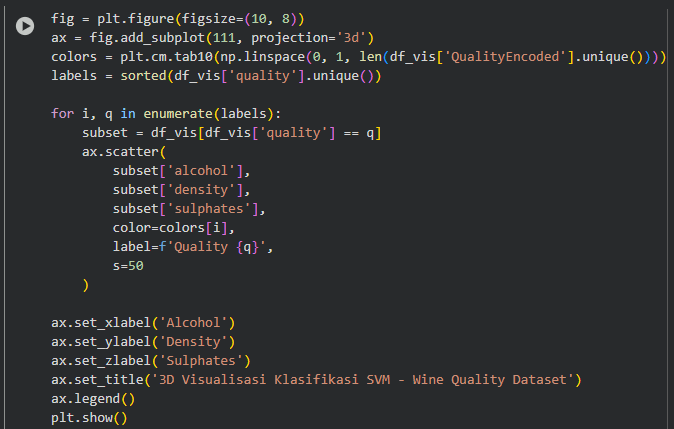 fig = plt.figure(figsize=(10, 8))
ax = fig.add_subplot(111, projection='3d')
colors = plt.cm.tab10(np.linspace(0, 1, len(df_vis['QualityEncoded'].unique())))
labels = sorted(df_vis['quality'].unique())

for i, q in enumerate(labels):
    subset = df_vis[df_vis['quality'] == q]
    ax.scatter(
        subset['alcohol'],
        subset['density'],
        subset['sulphates'],
        color=colors[i],
        label=f'Quality {q}',
        s=50
    )

ax.set_xlabel('Alcohol')
ax.set_ylabel('Density')
ax.set_zlabel('Sulphates')
ax.set_title('3D Visualisasi Klasifikasi SVM - Wine Quality Dataset')
ax.legend()
plt.show()